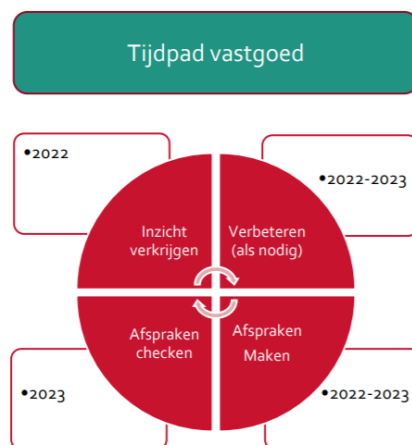 Tijdpad vastgoed
•2022
•2022-2023
Inzicht
verkrijgen
Verbeteren
(als nodig)
Afspraken
checken
Afspraken
Maken
•2023
•2022-2023